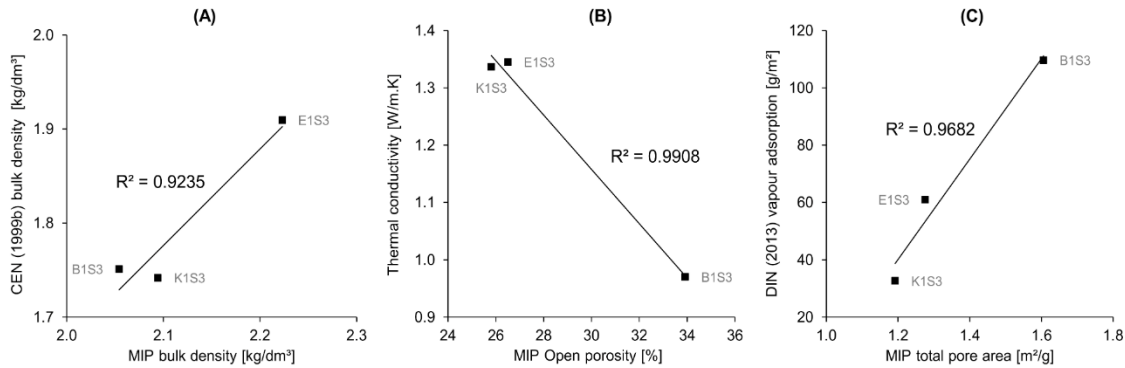 (A)
CEN (1999b) bulk density [kg/dm³]
2.0
1.9
1.8
1.7
E1S3
R² = 0.9235
B1S3
K1S3
2.0
2.1
2.2
2.3
MIP bulk density [kg/dm³]
(B)
Thermal conductivity [W/m.K]
1.4
1.3
1.2
1.1
1.0
0.9
E1S3
K1S3
R² = 0.9908
B1S3
24
26
28
30
32
34
36
MIP Open porosity [%]
(C)
DIN (2013) vapour adsorption [g/m²]
120
100
80
60
40
20
B1S3
R² = 0.9682
E1S3
K1S3
1.0
1.2
1.4
1.6
1.8
MIP total pore area [m²/g]